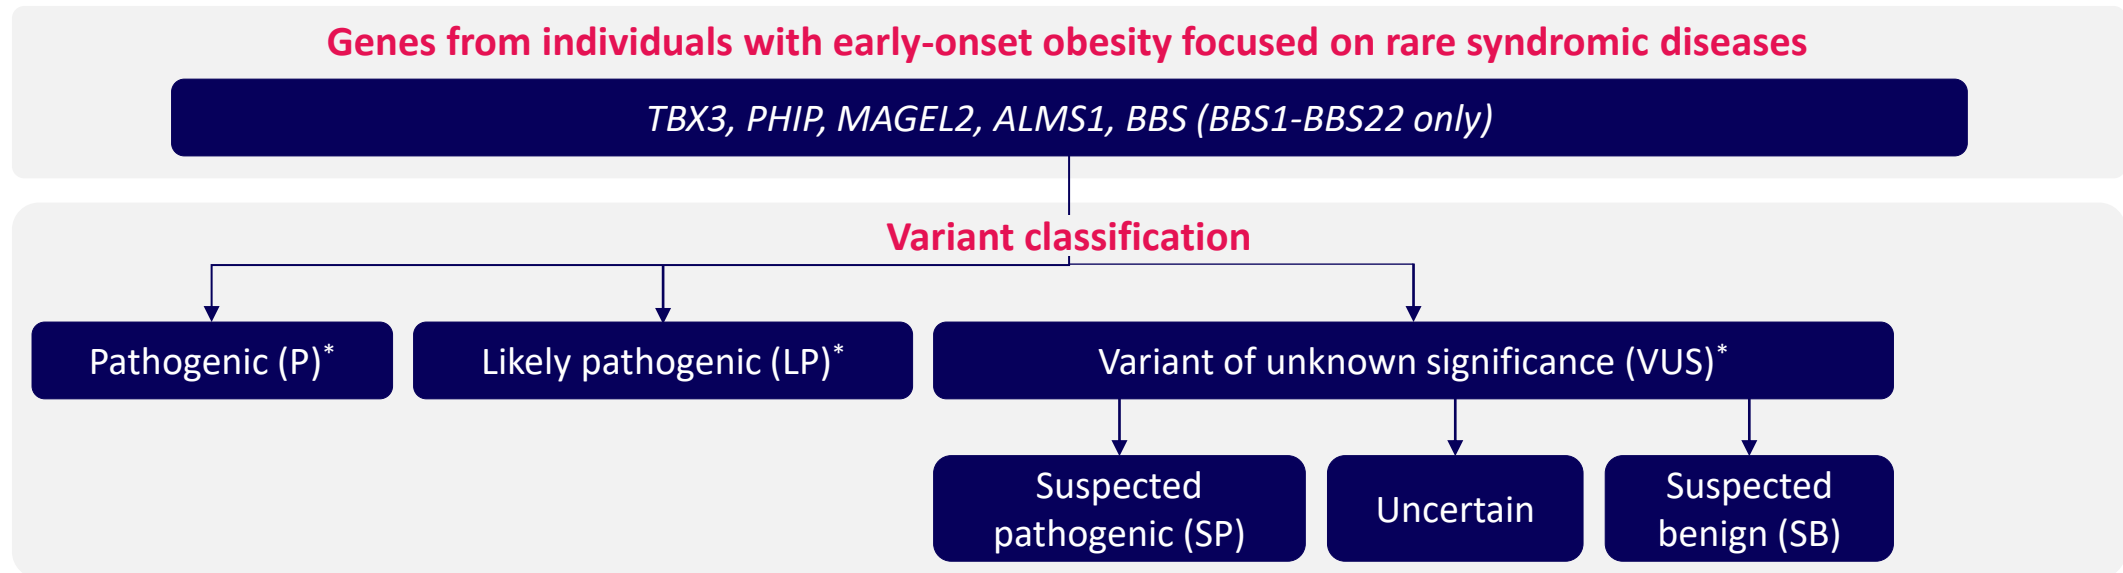 Genes from individuals with early-onset obesity focused on rare syndromic diseases
TBX3, PHIP, MAGEL2, ALMS1, BBS (BBS1-BBS22 only)
Variant classification
Pathogenic (P)*
Likely pathogenic (LP)*
Variant of unknown significance (VUS)*
Suspected
pathogenic (SP)
Uncertain
Suspected
benign (SB)